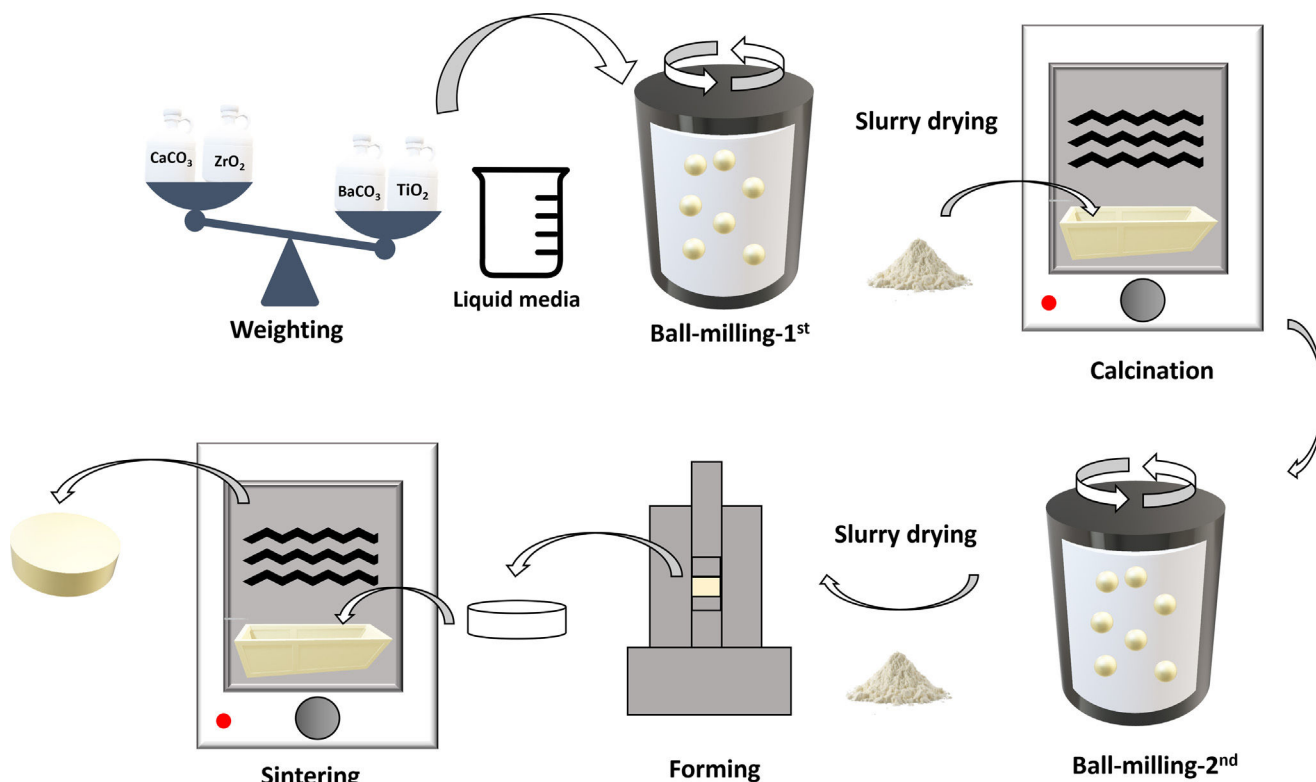 CaCO₃
ZrO₂
BaCO₃
TiO₂
Weighting
Liquid media
Ball-milling-1ˢᵗ
Slurry drying
Calcination
Slurry drying
Ball-milling-2ⁿᵈ
Forming
Sintering